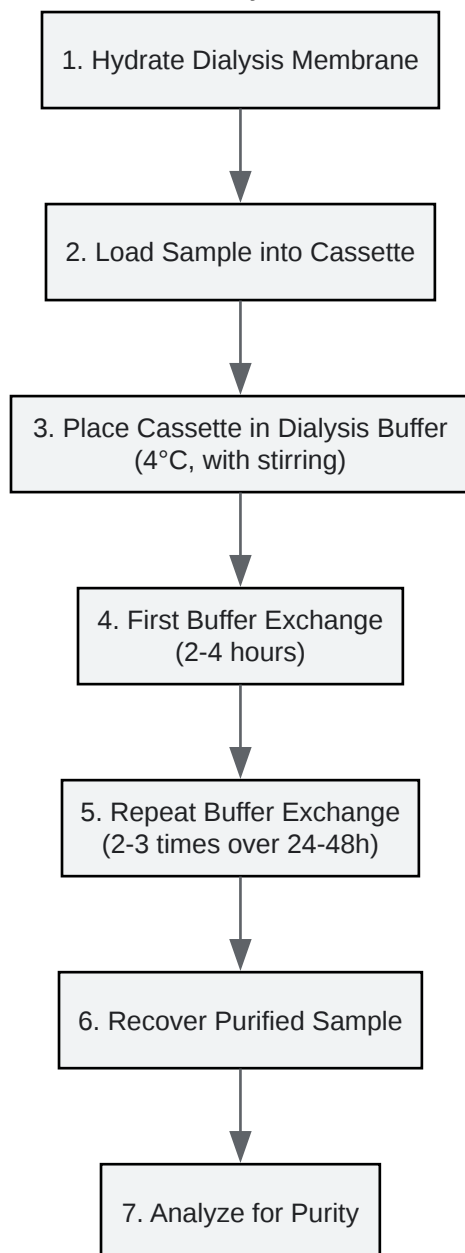 1. Hydrate Dialysis Membrane
2. Load Sample into Cassette
3. Place Cassette in Dialysis Buffer
(4°C, with stirring)
4. First Buffer Exchange
(2-4 hours)
5. Repeat Buffer Exchange
(2-3 times over 24-48h)
6. Recover Purified Sample
7. Analyze for Purity